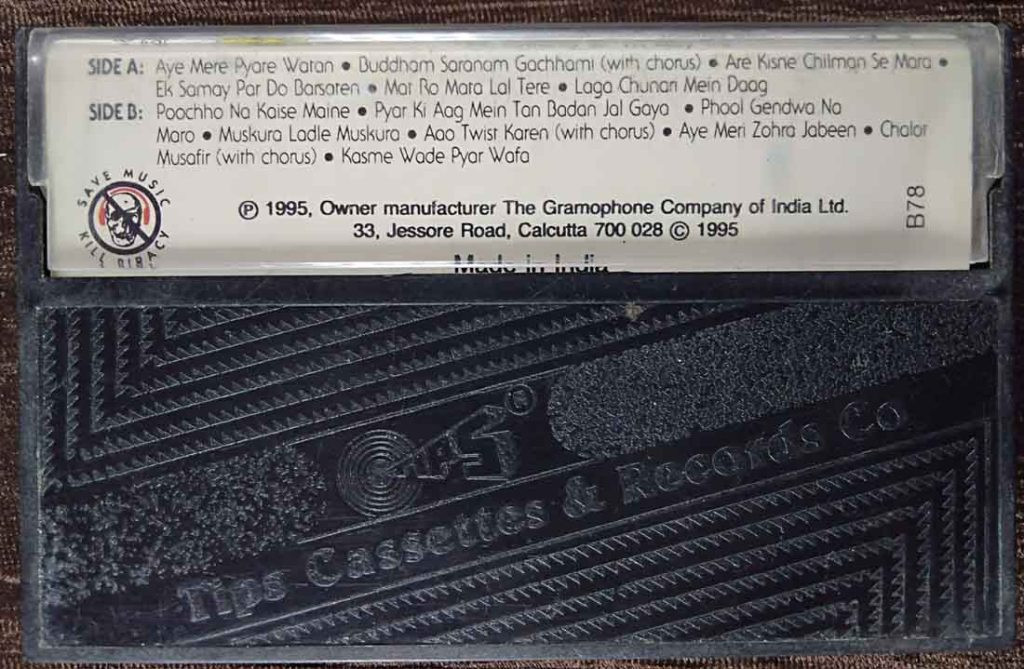 SIDE A: Aye Mere Pyare Watan • Buddham Saranam Gachhami (with chorus) • Are Kisne Chilman Se Mara •
Ek Samay Par Do Barsaten • Mat Ro Mata Lal Tere • Laga Chunari Mein Daag
SIDE B: Poochho Na Kaise Maine • Pyar Ki Aag Mein Tan Badan Jal Gaya • Phool Gendwa Na
Maro • Muskura Ladle Muskura • Aao Twist Karen (with chorus) • Aye Meri Zohra Jabeen • Chalor
Musafir (with chorus) • Kasme Wade Pyar Wafa
SAVE MUSIC
KILL PIRACY
Ⓟ 1995, Owner manufacturer The Gramophone Company of India Ltd.
33, Jessore Road, Calcutta 700 028 © 1995
B78
Made in India
Tips Cassettes & Records Co